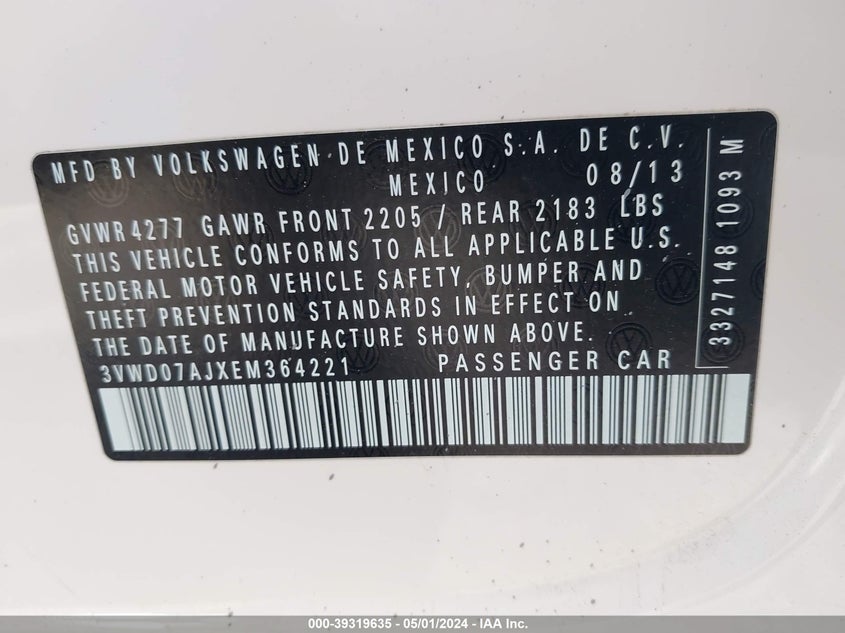 MFD BY VOLKSWAGEN DE MEXICO S.A. DE C.V.
MEXICO 08/13
GVWR4277 GAWR FRONT 2205 / REAR 2183 LBS
THIS VEHICLE CONFORMS TO ALL APPLICABLE U.S.
FEDERAL MOTOR VEHICLE SAFETY, BUMPER AND
THEFT PREVENTION STANDARDS IN EFFECT ON
THE DATE OF MANUFACTURE SHOWN ABOVE.
3VWD07AJXEM364221 PASSENGER CAR
3327148 1093 M
000-39319635 - 05/01/2024 - IAA Inc.